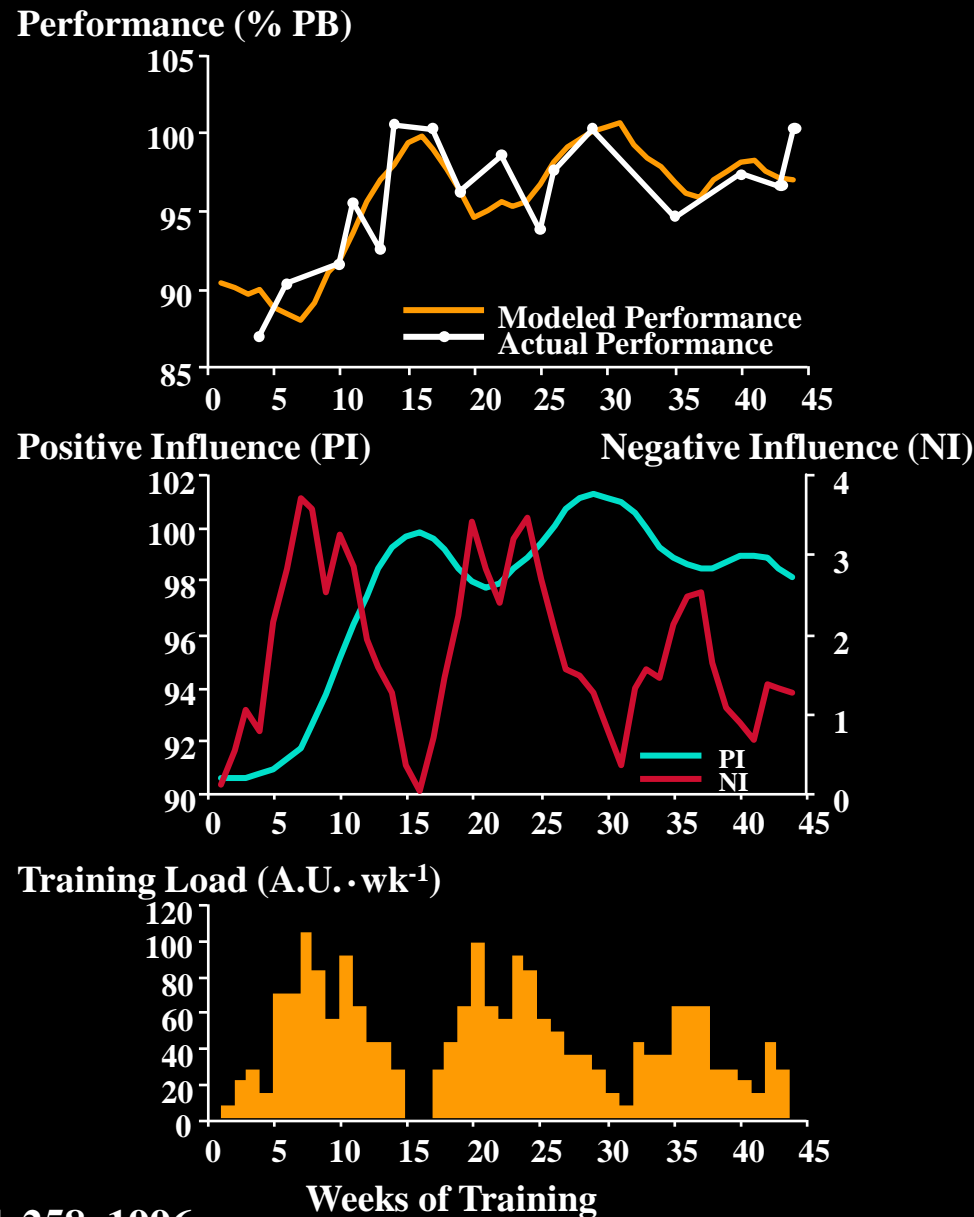 Performance (% PB)
105
100
95
90
85
Modeled Performance
Actual Performance
0 5 10 15 20 25 30 35 40 45
Positive Influence (PI)
Negative Influence (NI)
102
100
98
96
94
92
90
4
3
2
1
0
PI
NI
0 5 10 15 20 25 30 35 40 45
Training Load (A.U.·wk-1)
120
100
80
60
40
20
0
0 5 10 15 20 25 30 35 40 45
Weeks of Training